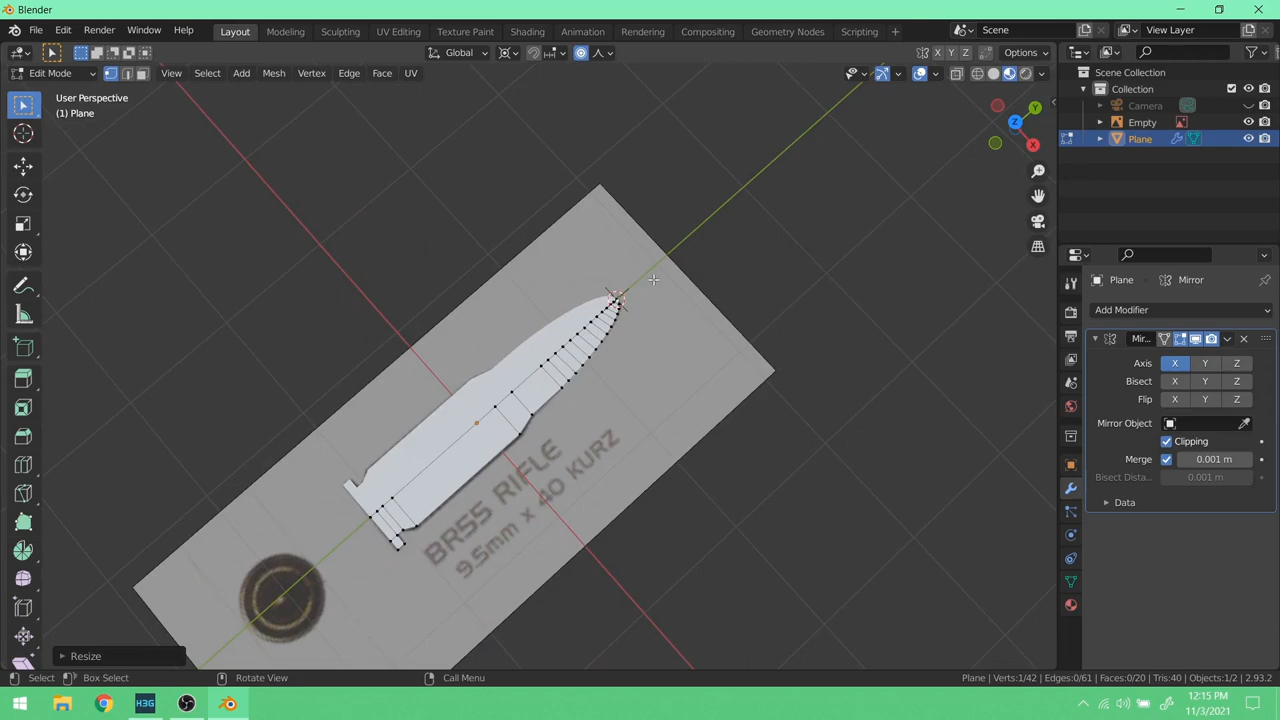 Blender
File Edit Render Window Help Layout Modeling Sculpting UV Editing Texture Paint Shading Animation Rendering Compositing Geometry Nodes Scripting + Scene View Layer
Global X Y Z Options
Edit Mode View Select Add Mesh Vertex Edge Face UV
User Perspective
(1) Plane
Y
Z
X
BR55 RIFLE
9.5mm x 40 KURZ
Scene Collection
Collection
Camera
Empty
Plane
Plane Mirror
Add Modifier
Mir...
Axis X Y Z
Bisect X Y Z
Flip X Y Z
Mirror Object
Clipping
Merge 0.001 m
Bisect Dista... 0.001 m
Data
Resize
Select Box Select Rotate View Call Menu Plane | Verts:1/42 | Edges:0/61 | Faces:0/20 | Tris:40 | Objects:1/2 | 2.93.2
H3G
12:15 PM
11/3/2021